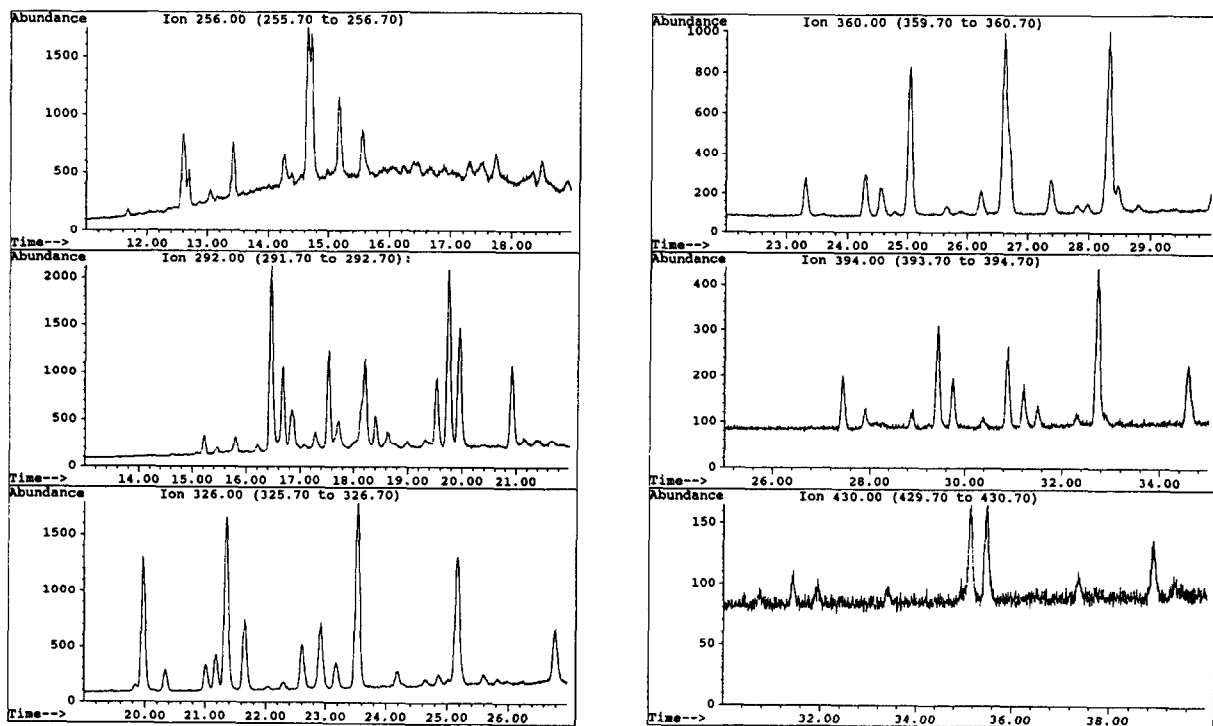 Abundance Ion 256.00 (255.70 to 256.70)
1500
1000
500
0
Time--> 12.00 13.00 14.00 15.00 16.00 17.00 18.00
Abundance Ion 292.00 (291.70 to 292.70):
2000
1500
1000
500
0
Time--> 14.00 15.00 16.00 17.00 18.00 19.00 20.00 21.00
Abundance Ion 326.00 (325.70 to 326.70)
1500
1000
500
0
Time--> 20.00 21.00 22.00 23.00 24.00 25.00 26.00
Abundance Ion 360.00 (359.70 to 360.70)
1000
800
600
400
200
0
Time--> 23.00 24.00 25.00 26.00 27.00 28.00 29.00
Abundance Ion 394.00 (393.70 to 394.70)
400
300
200
100
0
Time--> 26.00 28.00 30.00 32.00 34.00
Abundance Ion 430.00 (429.70 to 430.70)
150
100
50
0
Time--> 32.00 34.00 36.00 38.00